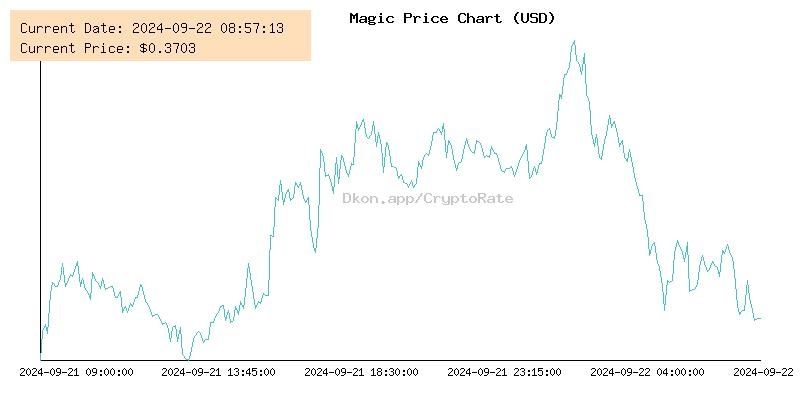 Magic Price Chart (USD)
Current Date: 2024-09-22 08:57:13
Current Price: $0.3703
Dkon.app/CryptoRate
2024-09-21 09:00:00
2024-09-21 13:45:00
2024-09-21 18:30:00
2024-09-21 23:15:00
2024-09-22 04:00:00
2024-09-22